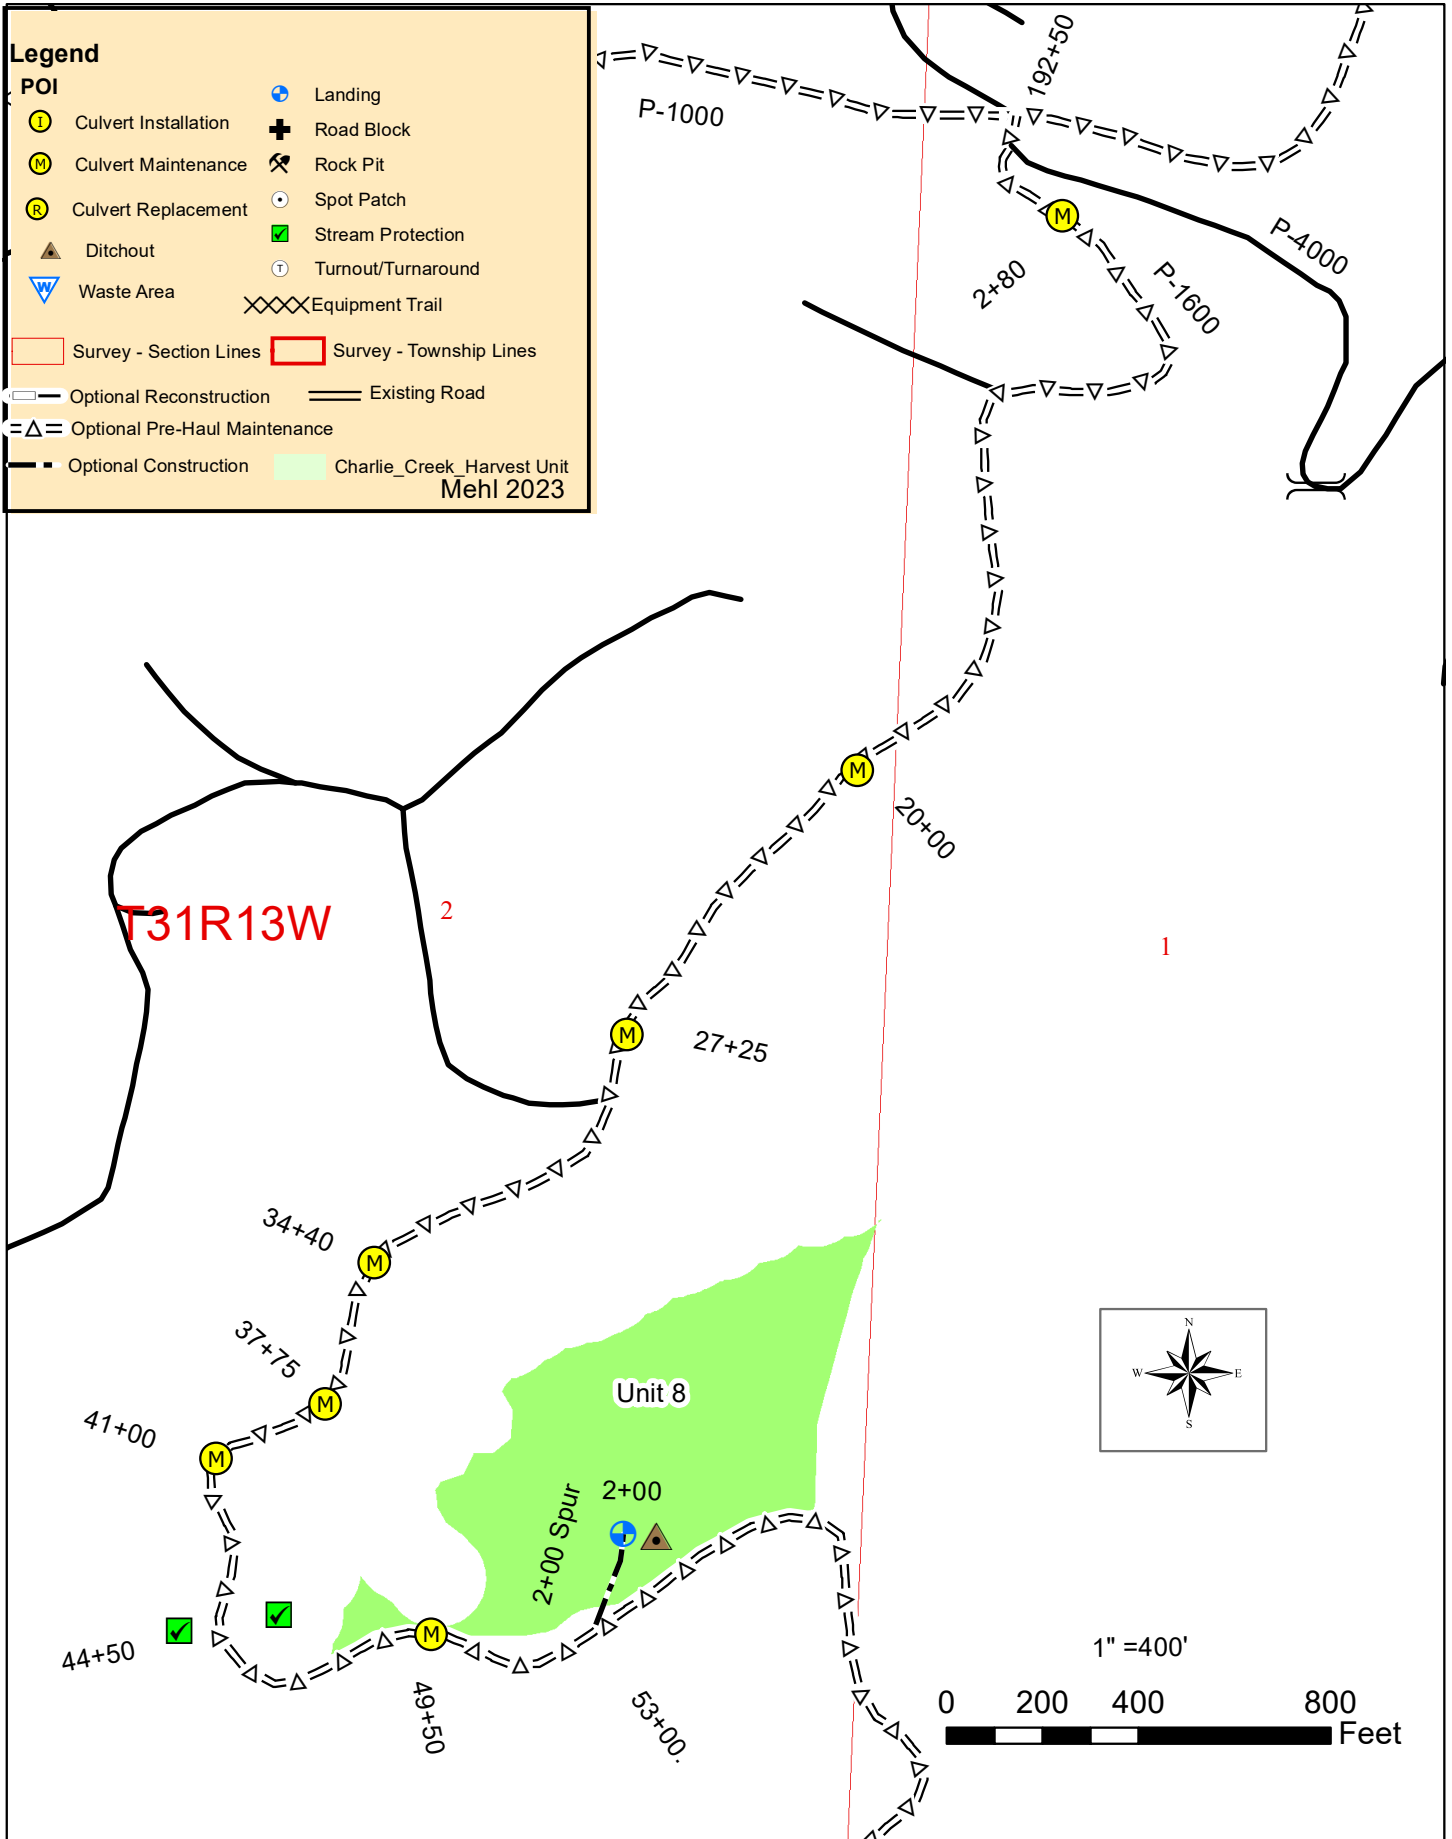 Legend
POI
I Culvert Installation
M Culvert Maintenance
R Culvert Replacement
Ditchout
W Waste Area
Landing
Road Block
Rock Pit
Spot Patch
Stream Protection
T Turnout/Turnaround
Equipment Trail
Survey - Section Lines
Survey - Township Lines
Optional Reconstruction
Existing Road
Optional Pre-Haul Maintenance
Optional Construction
Charlie_Creek_Harvest Unit
Mehl 2023
192+50
P-1000
P-4000
M
2+80
P-1600
M
20+00
T31R13W
2
1
M
27+25
34+40
M
37+75
M
41+00
M
Unit 8
N
W E
S
2+00
2+00 Spur
44+50
M
49+50
53+00.
1" =400'
0 200 400 800
Feet